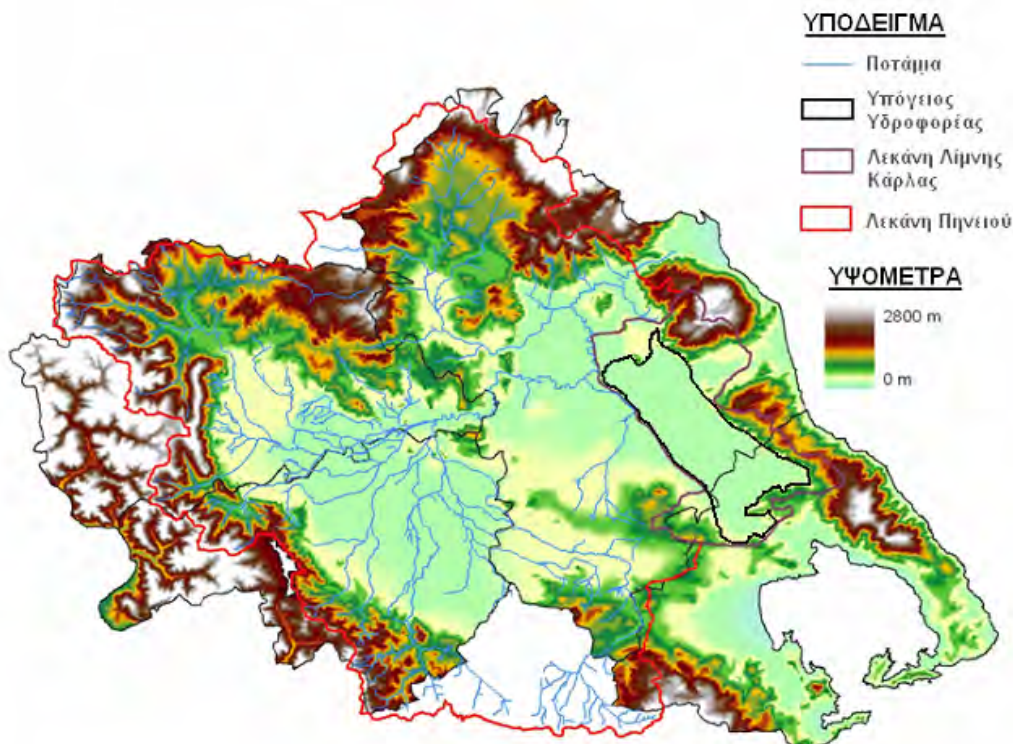 ΥΠΟΔΕΙΓΜΑ
Ποτάμια
Υπόγειος
Υδροφορέας
Λεκάνη Λίμνης
Κάρλας
Λεκάνη Πηνειού
ΥΨΟΜΕΤΡΑ
2800 m
0 m